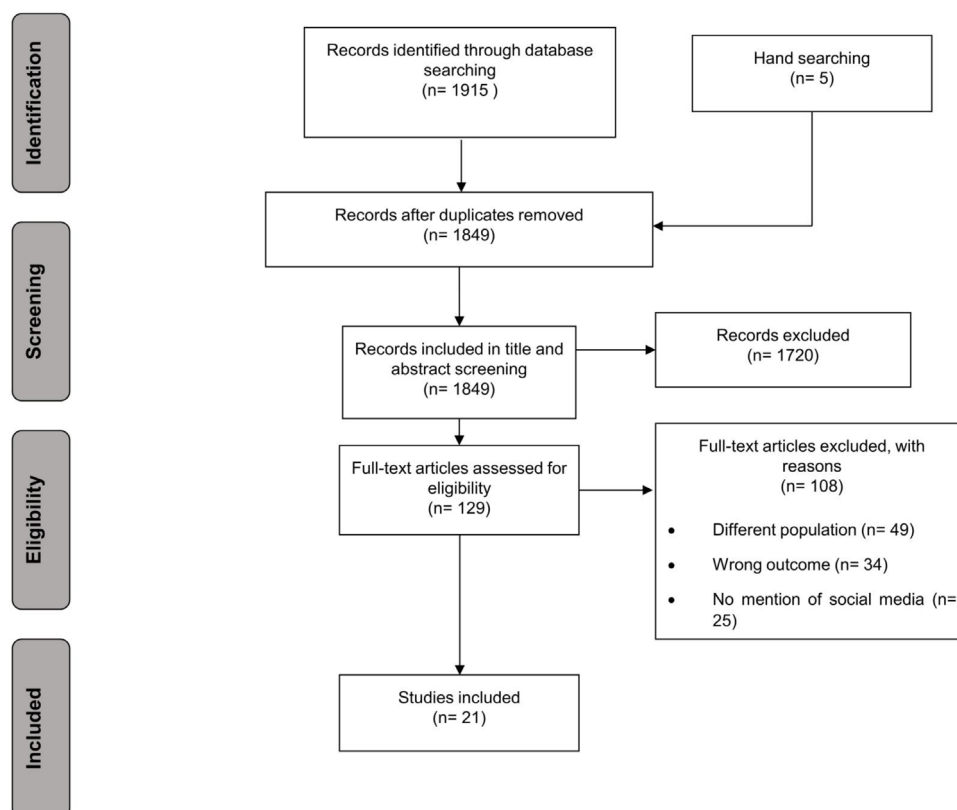 Identification
Records identified through database
searching
(n= 1915 )
Hand searching
(n= 5)
Records after duplicates removed
(n= 1849)
Screening
Records included in title and
abstract screening
(n= 1849)
Records excluded
(n= 1720)
Eligibility
Full-text articles assessed for
eligibility
(n= 129)
Full-text articles excluded, with
reasons
(n= 108)
• Different population (n= 49)
• Wrong outcome (n= 34)
• No mention of social media (n=
25)
Included
Studies included
(n= 21)